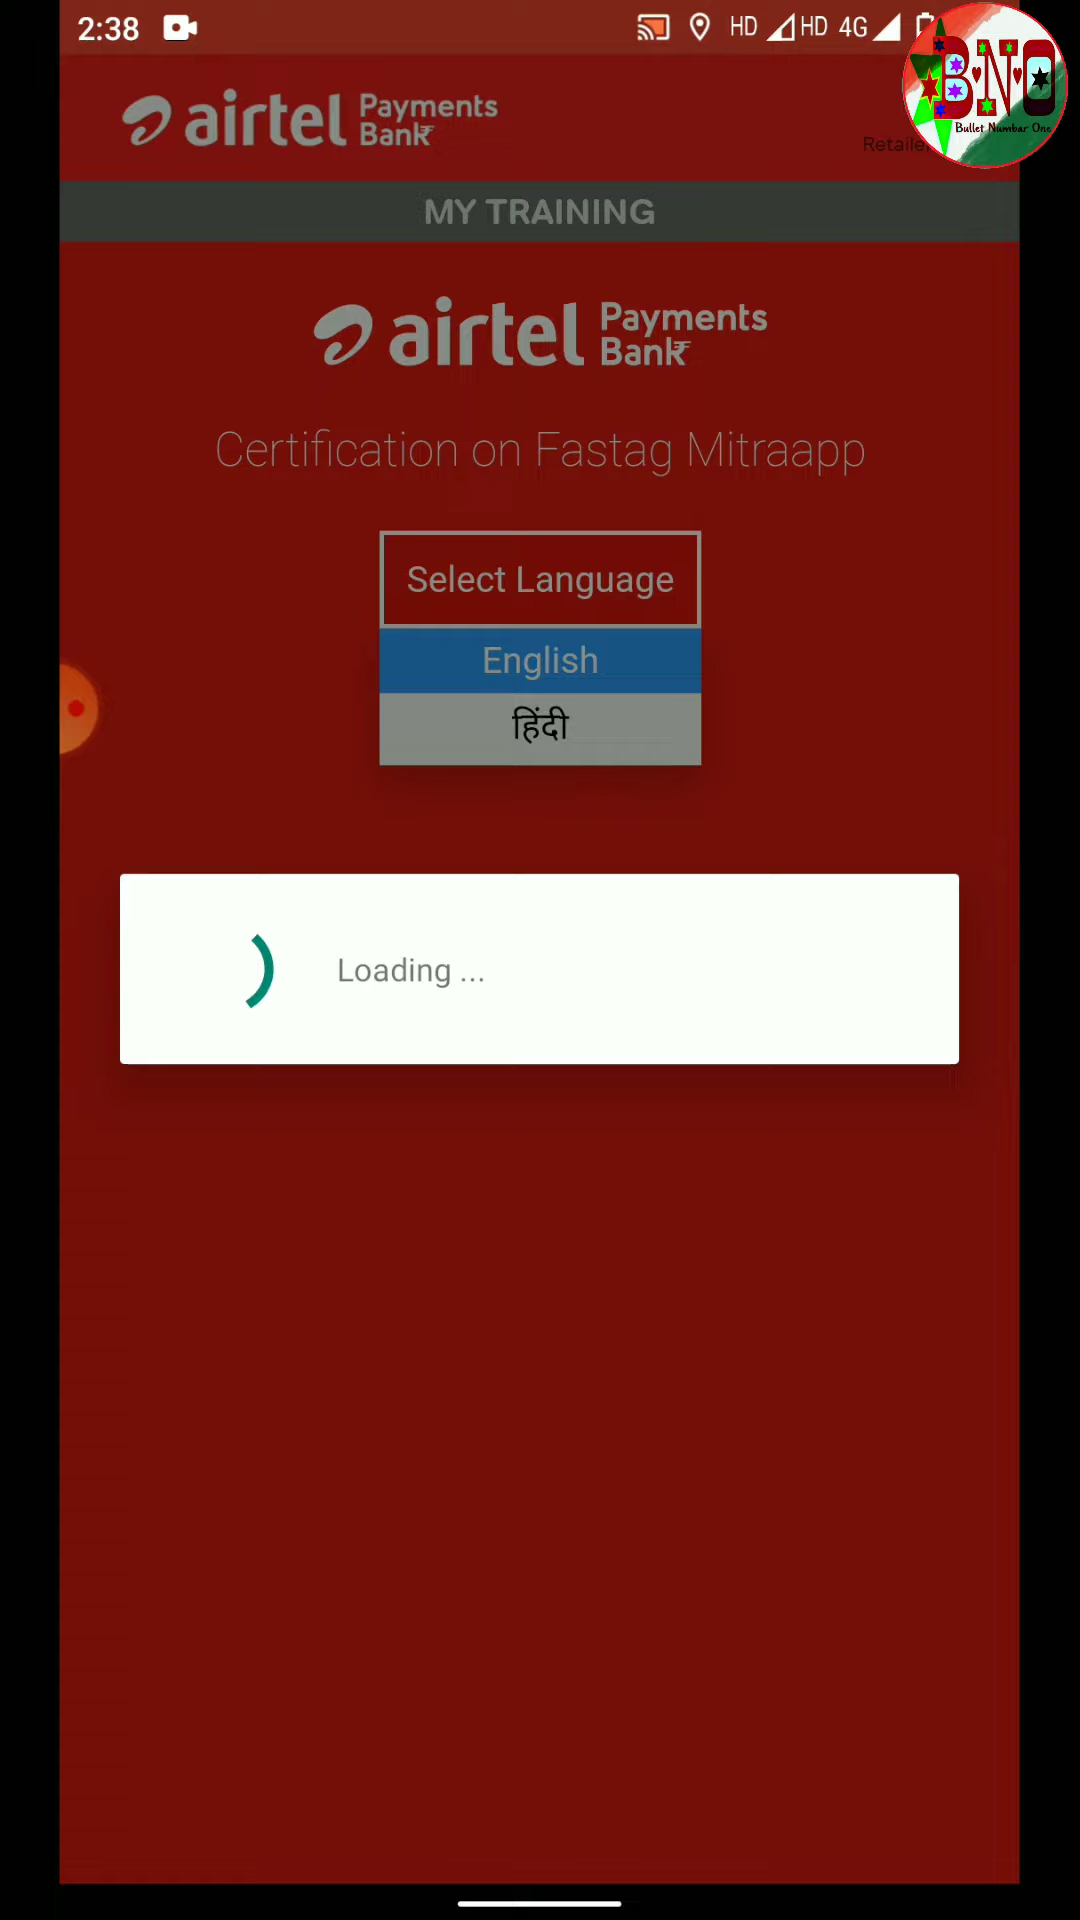 2:38 HD HD 4G
BNO
Bullet Numbar One
airtel Payments Bank
MY TRAINING
airtel Payments Bank
Certification on Fastag Mitraapp
Select Language
English
हिंदी
Loading ...